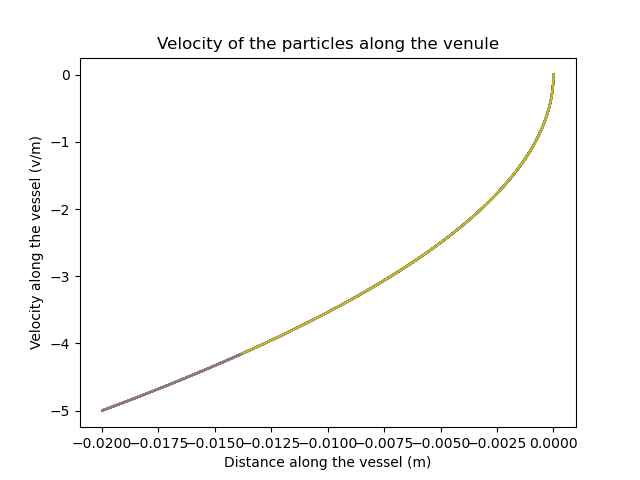 Velocity of the particles along the venule
Velocity along the vessel (v/m)
0
−1
−2
−3
−4
−5
−0.0200 −0.0175 −0.0150 −0.0125 −0.0100 −0.0075 −0.0050 −0.0025 0.0000
Distance along the vessel (m)